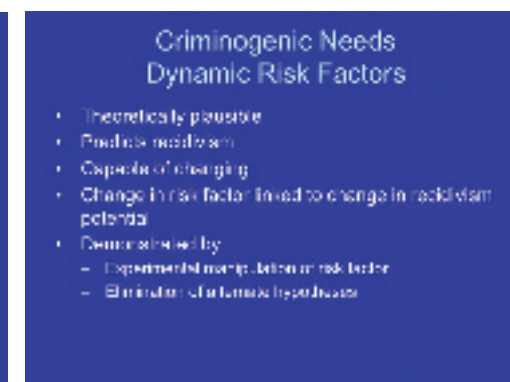 Criminogenic Needs
Dynamic Risk Factors
• Theoretically plausible
• Predicts recidivism
• Capable of changing
• Change in risk factor linked to change in recidivism
potential
• Demonstrated by
– Experimental manipulation of risk factor
– Elimination of alternate hypotheses